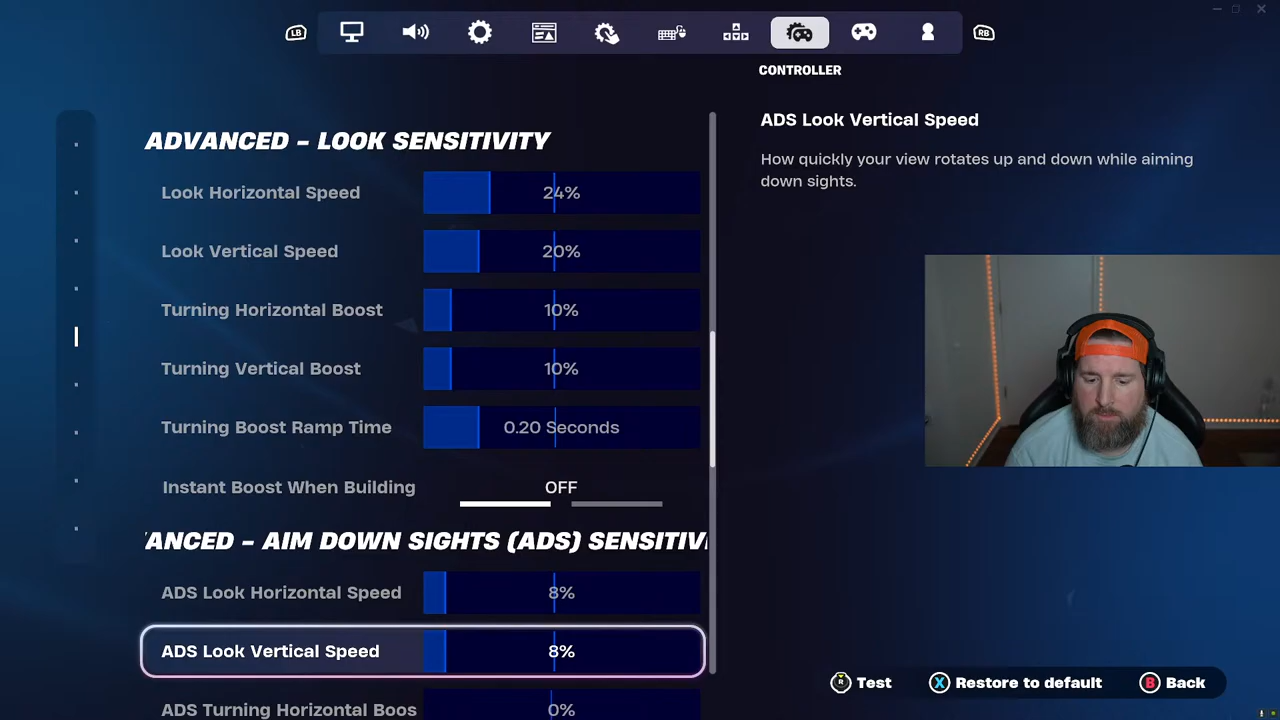 LB
RB
CONTROLLER
ADVANCED – LOOK SENSITIVITY
Look Horizontal Speed
24%
Look Vertical Speed
20%
Turning Horizontal Boost
10%
Turning Vertical Boost
10%
Turning Boost Ramp Time
0.20 Seconds
Instant Boost When Building
OFF
ANCED – AIM DOWN SIGHTS (ADS) SENSITIV
ADS Look Horizontal Speed
8%
ADS Look Vertical Speed
8%
ADS Turning Horizontal Boos
0%
ADS Look Vertical Speed
How quickly your view rotates up and down while aiming
down sights.
R Test
X Restore to default
B Back